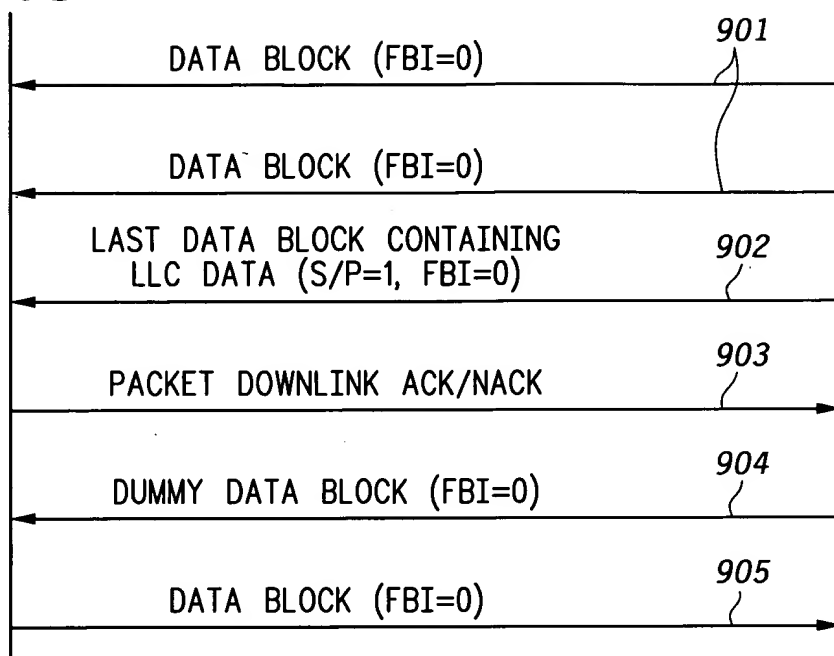 901
DATA BLOCK (FBI=0)
DATA BLOCK (FBI=0)
LAST DATA BLOCK CONTAINING
LLC DATA (S/P=1, FBI=0)
902
903
PACKET DOWNLINK ACK/NACK
904
DUMMY DATA BLOCK (FBI=0)
905
DATA BLOCK (FBI=0)